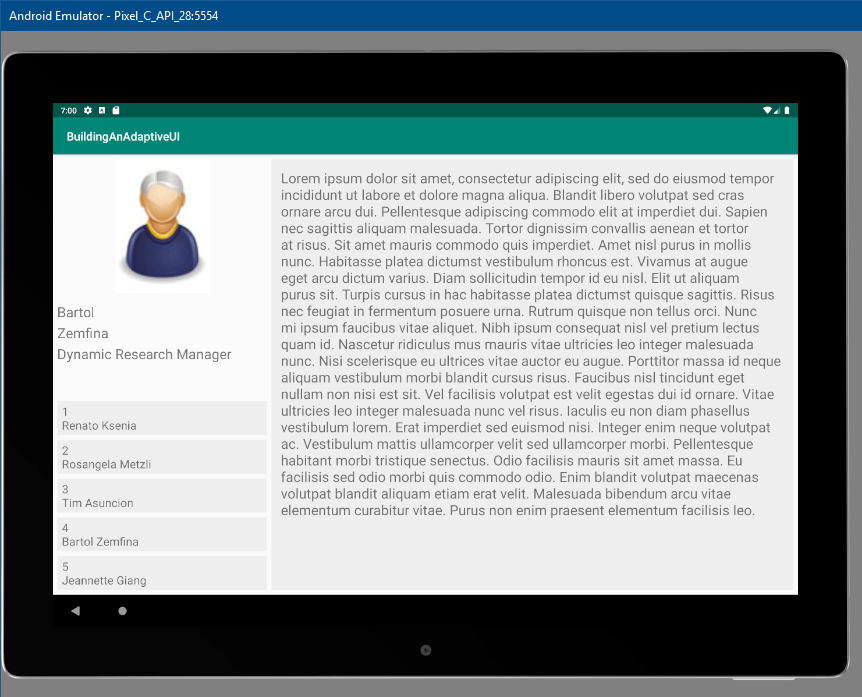 Android Emulator - Pixel_C_API_28:5554
7:00
BuildingAnAdaptiveUI
Bartol
Zemfina
Dynamic Research Manager
1
Renato Ksenia
2
Rosangela Metzli
3
Tim Asuncion
4
Bartol Zemfina
5
Jeannette Giang
Lorem ipsum dolor sit amet, consectetur adipiscing elit, sed do eiusmod tempor
incididunt ut labore et dolore magna aliqua. Blandit libero volutpat sed cras
ornare arcu dui. Pellentesque adipiscing commodo elit at imperdiet dui. Sapien
nec sagittis aliquam malesuada. Tortor dignissim convallis aenean et tortor
at risus. Sit amet mauris commodo quis imperdiet. Amet nisl purus in mollis
nunc. Habitasse platea dictumst vestibulum rhoncus est. Vivamus at augue
eget arcu dictum varius. Diam sollicitudin tempor id eu nisl. Elit ut aliquam
purus sit. Turpis cursus in hac habitasse platea dictumst quisque sagittis. Risus
nec feugiat in fermentum posuere urna. Rutrum quisque non tellus orci. Nunc
mi ipsum faucibus vitae aliquet. Nibh ipsum consequat nisl vel pretium lectus
quam id. Nascetur ridiculus mus mauris vitae ultricies leo integer malesuada
nunc. Nisi scelerisque eu ultrices vitae auctor eu augue. Porttitor massa id neque
aliquam vestibulum morbi blandit cursus risus. Faucibus nisl tincidunt eget
nullam non nisi est sit. Vel facilisis volutpat est velit egestas dui id ornare. Vitae
ultricies leo integer malesuada nunc vel risus. Iaculis eu non diam phasellus
vestibulum lorem. Erat imperdiet sed euismod nisi. Integer enim neque volutpat
ac. Vestibulum mattis ullamcorper velit sed ullamcorper morbi. Pellentesque
habitant morbi tristique senectus. Odio facilisis mauris sit amet massa. Eu
facilisis sed odio morbi quis commodo odio. Enim blandit volutpat maecenas
volutpat blandit aliquam etiam erat velit. Malesuada bibendum arcu vitae
elementum curabitur vitae. Purus non enim praesent elementum facilisis leo.